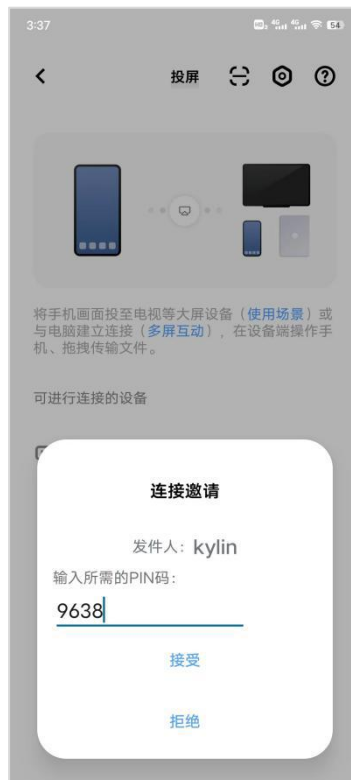 3:37
HD 4G 4G 54
投屏
将手机画面投至电视等大屏设备（使用场景）或
与电脑建立连接（多屏互动），在设备端操作手
机、拖拽传输文件。
可进行连接的设备
连接邀请
发件人：kylin
输入所需的PIN码：
9638
接受
拒绝